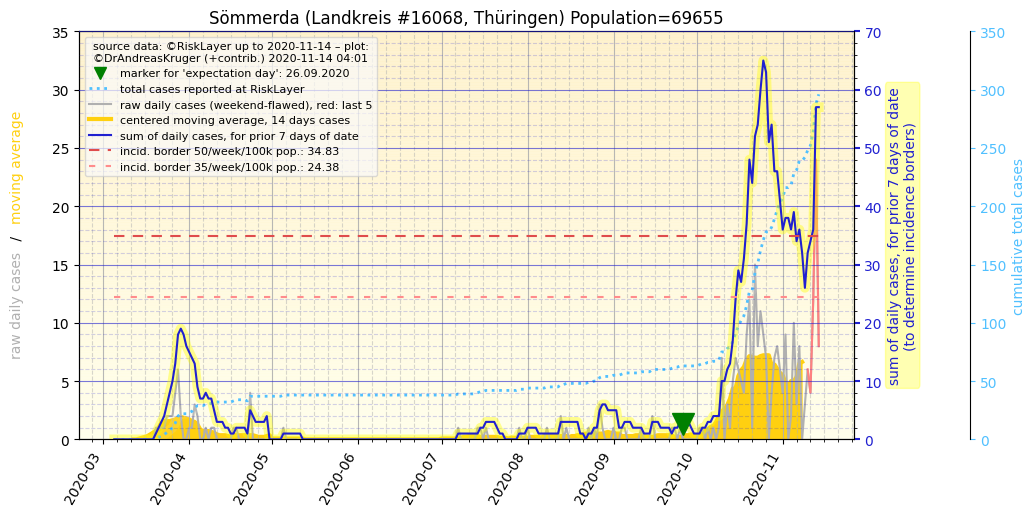 Sömmerda (Landkreis #16068, Thüringen) Population=69655
source data: ©RiskLayer up to 2020-11-14 – plot:
©DrAndreasKruger (+contrib.) 2020-11-14 04:01
marker for 'expectation day': 26.09.2020
total cases reported at RiskLayer
raw daily cases (weekend-flawed), red: last 5
centered moving average, 14 days cases
sum of daily cases, for prior 7 days of date
incid. border 50/week/100k pop.: 34.83
incid. border 35/week/100k pop.: 24.38
raw daily cases / moving average
35
30
25
20
15
10
5
0
70
60
50
40
30
20
10
0
sum of daily cases, for prior 7 days of date
(to determine incidence borders)
350
300
250
200
150
100
50
0
cumulative total cases
2020-03
2020-04
2020-05
2020-06
2020-07
2020-08
2020-09
2020-10
2020-11